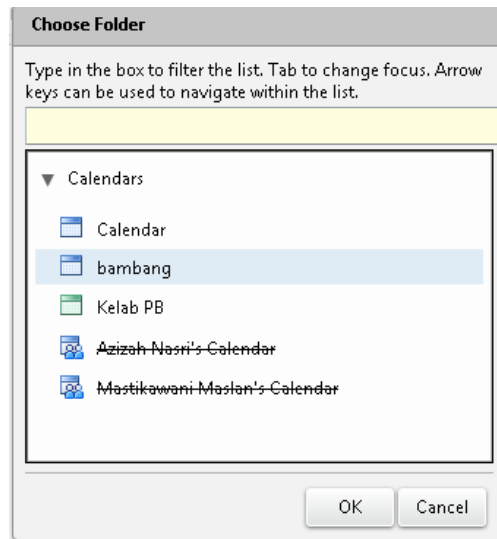 Choose Folder
Type in the box to filter the list. Tab to change focus. Arrow
keys can be used to navigate within the list.
Calendars
Calendar
bambang
Kelab PB
Azizah Nasri's Calendar
Mastikawani Maslan's Calendar
OK
Cancel